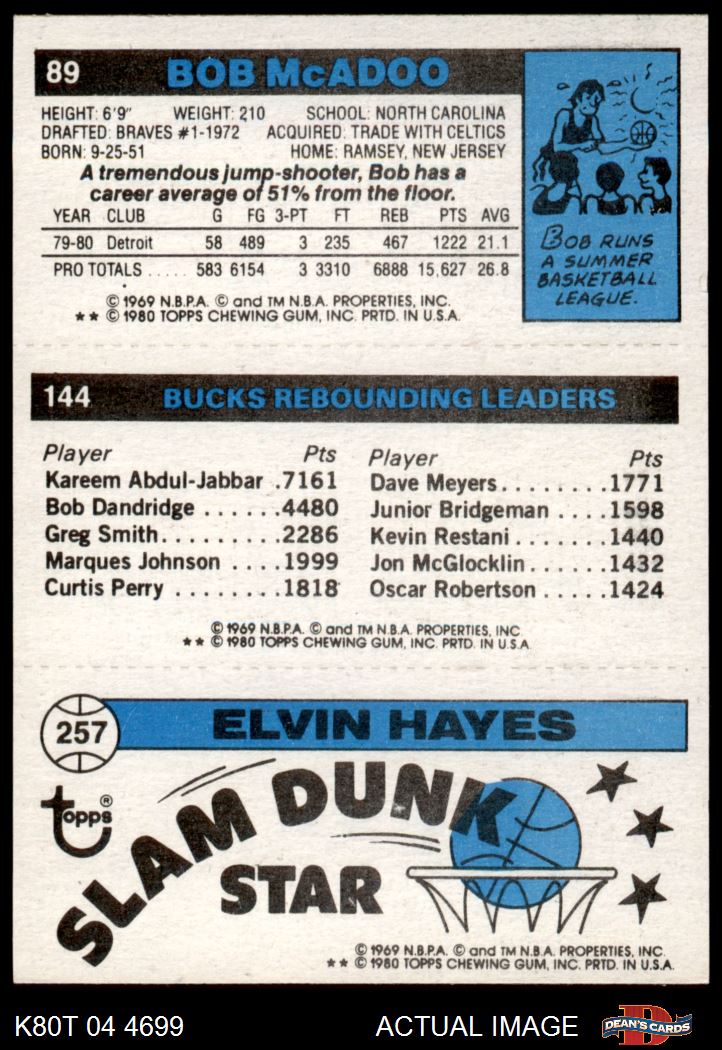 89 BOB McADOO
HEIGHT: 6'9" WEIGHT: 210 SCHOOL: NORTH CAROLINA
DRAFTED: BRAVES #1-1972 ACQUIRED: TRADE WITH CELTICS
BORN: 9-25-51 HOME: RAMSEY, NEW JERSEY
A tremendous jump-shooter, Bob has a
career average of 51% from the floor.
YEAR CLUB G FG 3-PT FT REB PTS AVG
79-80 Detroit 58 489 3 235 467 1222 21.1
PRO TOTALS ..... 583 6154 3 3310 6888 15,627 26.8
© 1969 N.B.P.A. © and TM N.B.A. PROPERTIES, INC.
★★ © 1980 TOPPS CHEWING GUM, INC. PRTD. IN U.S.A.
BOB RUNS
A SUMMER
BASKETBALL
LEAGUE.
144 BUCKS REBOUNDING LEADERS
Player Pts
Kareem Abdul-Jabbar .7161
Bob Dandridge ......4480
Greg Smith.........2286
Marques Johnson ....1999
Curtis Perry ........1818
Player Pts
Dave Meyers........1771
Junior Bridgeman ....1598
Kevin Restani.......1440
Jon McGlocklin......1432
Oscar Robertson.....1424
© 1969 N.B.P.A. © and TM N.B.A. PROPERTIES, INC
★★ © 1980 TOPPS CHEWING GUM, INC. PRTD. IN U.S.A
257 ELVIN HAYES
Topps®
SLAM DUNK
STAR
© 1969 N.B.P.A. © and TM N.B.A. PROPERTIES, INC.
★★ © 1980 TOPPS CHEWING GUM, INC. PRTD. IN U.S.A.
K80T 04 4699 ACTUAL IMAGE D DEAN'S CARDS